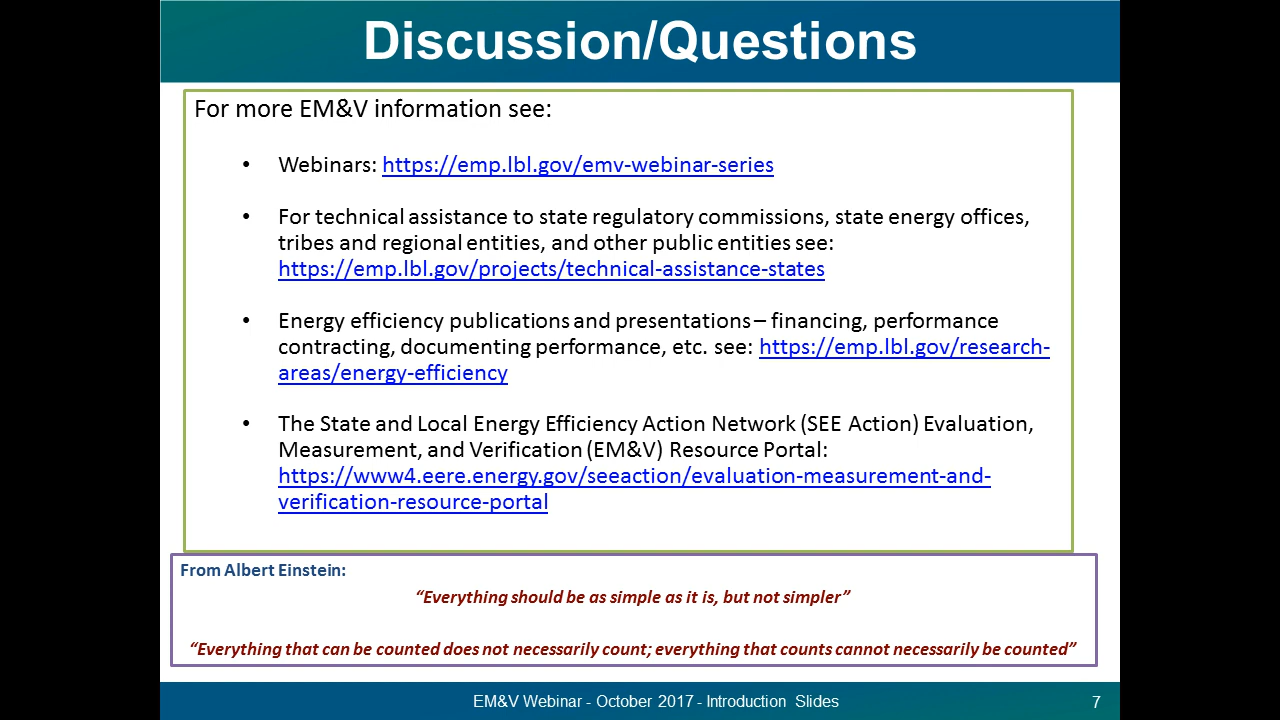 Discussion/Questions
For more EM&V information see:
• Webinars: https://emp.lbl.gov/emv-webinar-series
• For technical assistance to state regulatory commissions, state energy offices,
tribes and regional entities, and other public entities see:
https://emp.lbl.gov/projects/technical-assistance-states
• Energy efficiency publications and presentations – financing, performance
contracting, documenting performance, etc. see: https://emp.lbl.gov/research-
areas/energy-efficiency
• The State and Local Energy Efficiency Action Network (SEE Action) Evaluation,
Measurement, and Verification (EM&V) Resource Portal:
https://www4.eere.energy.gov/seeaction/evaluation-measurement-and-
verification-resource-portal
From Albert Einstein:
“Everything should be as simple as it is, but not simpler”
“Everything that can be counted does not necessarily count; everything that counts cannot necessarily be counted”
EM&V Webinar - October 2017 - Introduction Slides
7